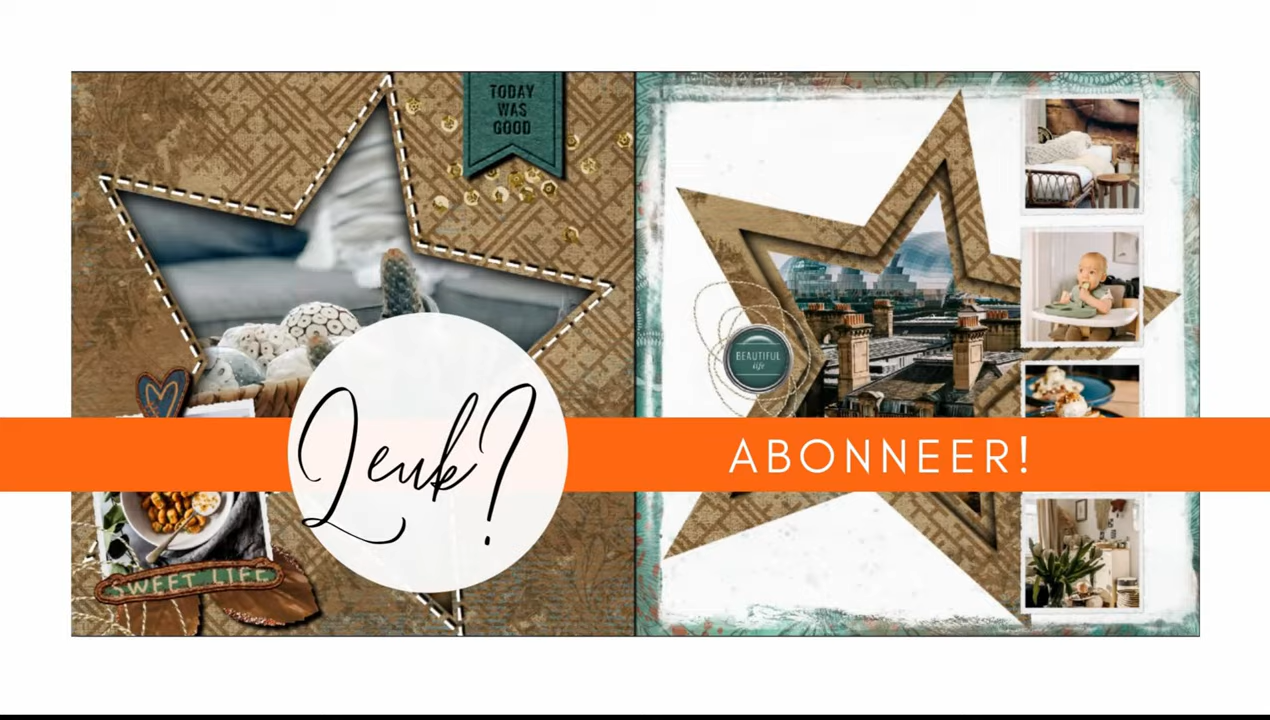 TODAY
WAS
GOOD
BEAUTIFUL
life
Leuk?
ABONNEER!
SWEET LIFE